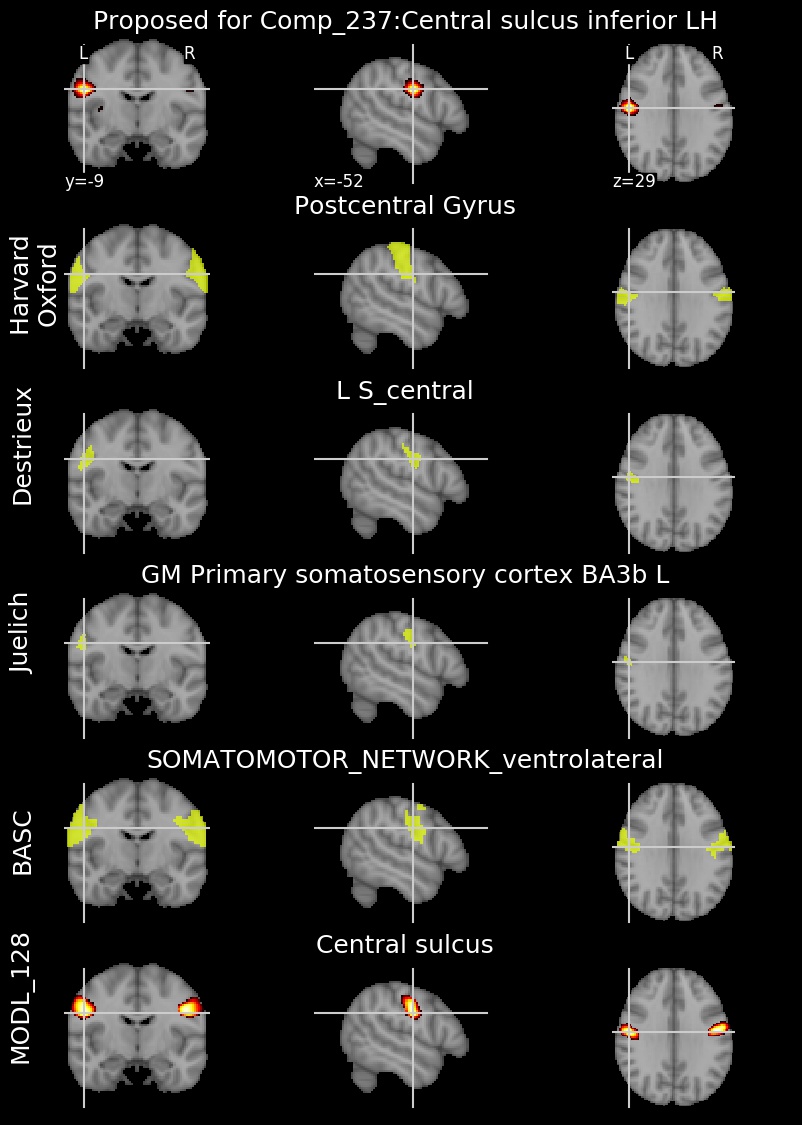 Proposed for Comp_237:Central sulcus inferior LH
L R
L R
y=-9
x=-52
z=29
Postcentral Gyrus
Harvard
Oxford
L S_central
Destrieux
GM Primary somatosensory cortex BA3b L
Juelich
SOMATOMOTOR_NETWORK_ventrolateral
BASC
Central sulcus
MODL_128